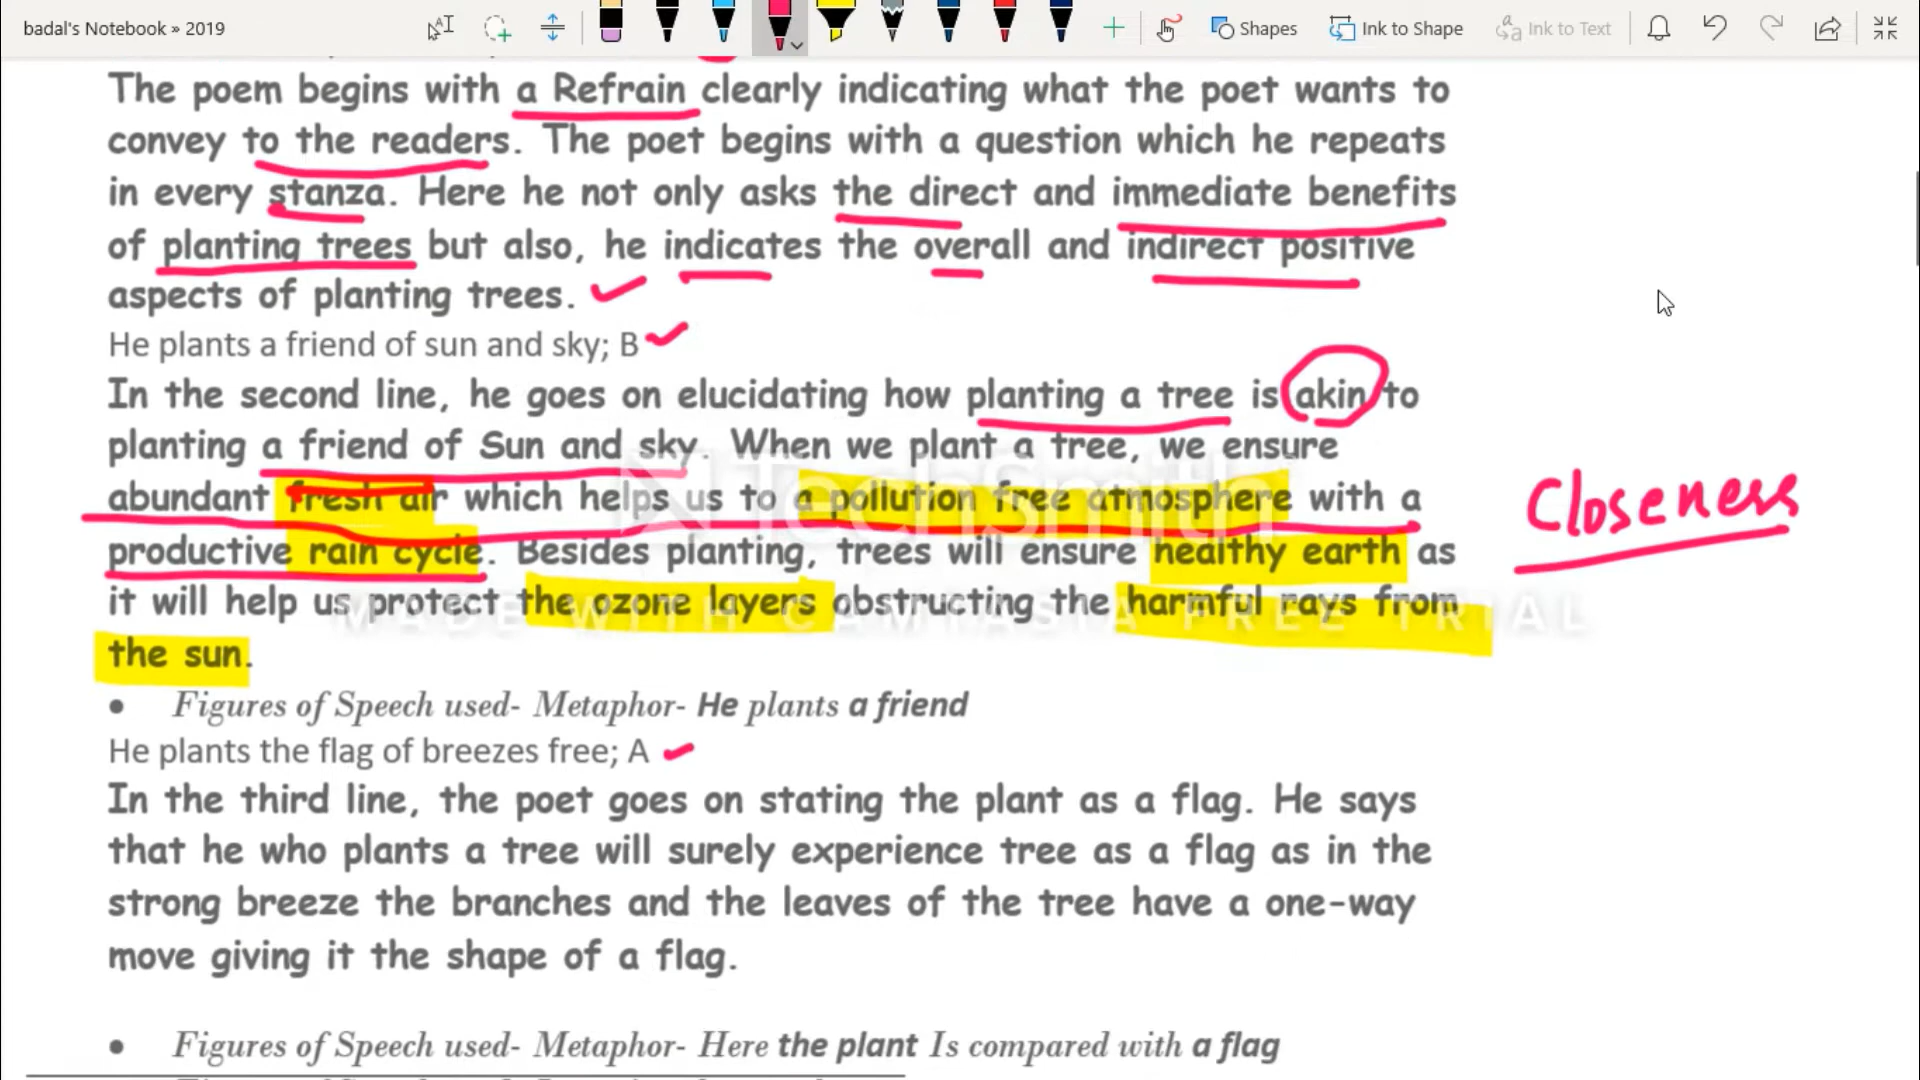 badal's Notebook » 2019
Shapes
Ink to Shape
Ink to Text
The poem begins with a Refrain clearly indicating what the poet wants to
convey to the readers. The poet begins with a question which he repeats
in every stanza. Here he not only asks the direct and immediate benefits
of planting trees but also, he indicates the overall and indirect positive
aspects of planting trees.
He plants a friend of sun and sky; B
In the second line, he goes on elucidating how planting a tree is akin to
planting a friend of Sun and sky. When we plant a tree, we ensure
abundant fresh air which helps us to a pollution free atmosphere with a
productive rain cycle. Besides planting, trees will ensure healthy earth as
it will help us protect the ozone layers obstructing the harmful rays from
the sun.
Closeness
TechSmith
MADE WITH CAMTASIA FREE TRIAL
• Figures of Speech used- Metaphor- He plants a friend
He plants the flag of breezes free; A
In the third line, the poet goes on stating the plant as a flag. He says
that he who plants a tree will surely experience tree as a flag as in the
strong breeze the branches and the leaves of the tree have a one-way
move giving it the shape of a flag.
• Figures of Speech used- Metaphor- Here the plant Is compared with a flag